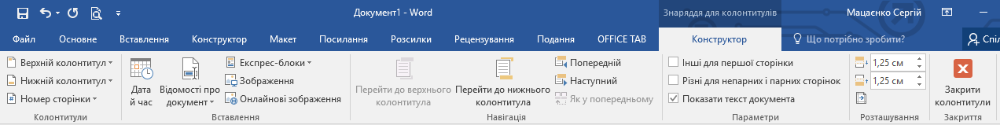 Документ1 - Word
Знаряддя для колонтитулів
Мацаєнко Сергій
Файл Основне Вставлення Конструктор Макет Посилання Розсилки Рецензування Подання OFFICE TAB Конструктор Що потрібно зробити? Спіл
Верхній колонтитул
Нижній колонтитул
Номер сторінки
Колонтитули
Дата
й час
Відомості про
документ
Експрес-блоки
Зображення
Онлайнові зображення
Вставлення
Перейти до верхнього
колонтитула
Перейти до нижнього
колонтитула
Попередній
Наступний
Як у попередньому
Навігація
Інші для першої сторінки
Різні для непарних і парних сторінок
Показати текст документа
Параметри
1,25 см
1,25 см
Розташування
Закрити
колонтитули
Закриття